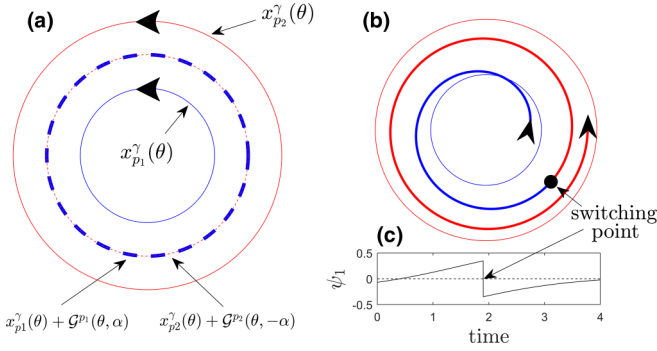 (a)
x^γ_{p_2}(θ)
x^γ_{p_1}(θ)
x^γ_{p1}(θ) + 𝒢^{p_1}(θ, α)
x^γ_{p2}(θ) + 𝒢^{p_2}(θ, −α)
(b)
switching
point
(c)
0.5
0
-0.5
ψ_1
0 1 2 3 4
time